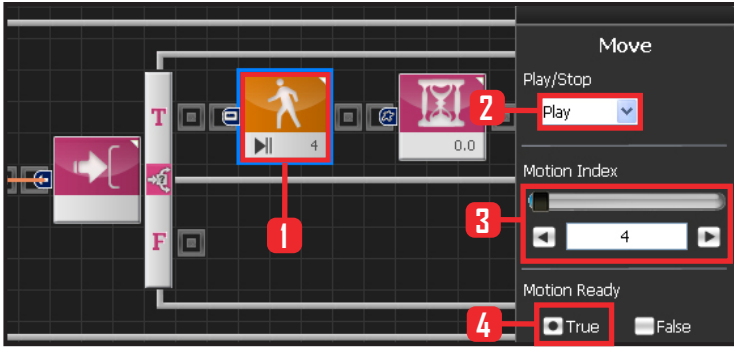 Move
Play/Stop
2
Play
T
4
0.0
Motion Index
3
4
F
1
Motion Ready
4
True
False